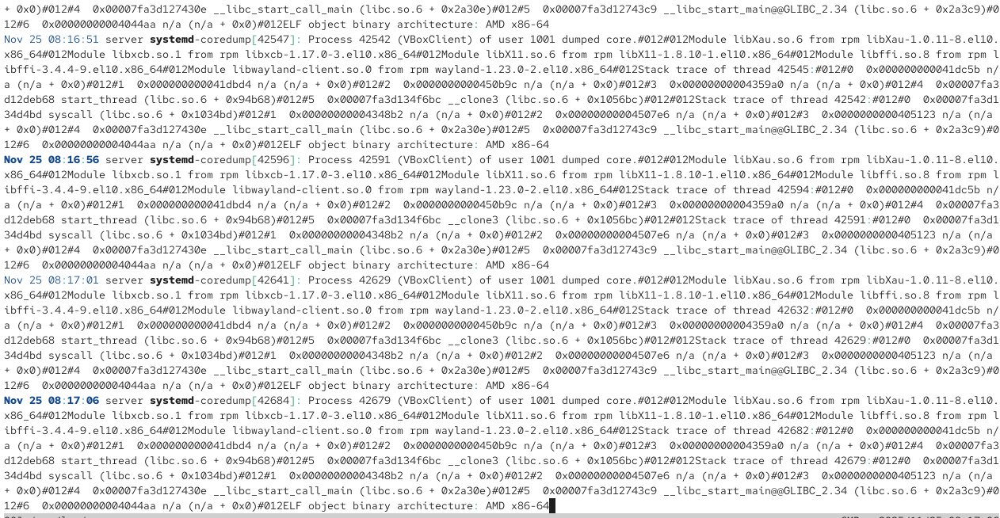 + 0x0)#012#4  0x00007fa3d127430e __libc_start_call_main (libc.so.6 + 0x2a30e)#012#5  0x00007fa3d12743c9 __libc_start_main@@GLIBC_2.34 (libc.so.6 + 0x2a3c9)#0
12#6  0x00000000004044aa n/a (n/a + 0x0)#012ELF object binary architecture: AMD x86-64
Nov 25 08:16:51 server systemd-coredump[42547]: Process 42542 (VBoxClient) of user 1001 dumped core.#012#012Module libXau.so.6 from rpm libXau-1.0.11-8.el10.
x86_64#012Module libxcb.so.1 from rpm libxcb-1.17.0-3.el10.x86_64#012Module libX11.so.6 from rpm libX11-1.8.10-1.el10.x86_64#012Module libffi.so.8 from rpm l
ibffi-3.4.4-9.el10.x86_64#012Module libwayland-client.so.0 from rpm wayland-1.23.0-2.el10.x86_64#012Stack trace of thread 42545:#012#0  0x000000000041dc5b n/
a (n/a + 0x0)#012#1  0x000000000041dbd4 n/a (n/a + 0x0)#012#2  0x0000000000450b9c n/a (n/a + 0x0)#012#3  0x00000000004359a0 n/a (n/a + 0x0)#012#4  0x00007fa3
d12deb68 start_thread (libc.so.6 + 0x94b68)#012#5  0x00007fa3d134f6bc __clone3 (libc.so.6 + 0x1056bc)#012#012Stack trace of thread 42542:#012#0  0x00007fa3d1
34d4bd syscall (libc.so.6 + 0x1034bd)#012#1  0x00000000004348b2 n/a (n/a + 0x0)#012#2  0x00000000004507e6 n/a (n/a + 0x0)#012#3  0x0000000000405123 n/a (n/a 
+ 0x0)#012#4  0x00007fa3d127430e __libc_start_call_main (libc.so.6 + 0x2a30e)#012#5  0x00007fa3d12743c9 __libc_start_main@@GLIBC_2.34 (libc.so.6 + 0x2a3c9)#0
12#6  0x00000000004044aa n/a (n/a + 0x0)#012ELF object binary architecture: AMD x86-64
Nov 25 08:16:56 server systemd-coredump[42596]: Process 42591 (VBoxClient) of user 1001 dumped core.#012#012Module libXau.so.6 from rpm libXau-1.0.11-8.el10.
x86_64#012Module libxcb.so.1 from rpm libxcb-1.17.0-3.el10.x86_64#012Module libX11.so.6 from rpm libX11-1.8.10-1.el10.x86_64#012Module libffi.so.8 from rpm l
ibffi-3.4.4-9.el10.x86_64#012Module libwayland-client.so.0 from rpm wayland-1.23.0-2.el10.x86_64#012Stack trace of thread 42594:#012#0  0x000000000041dc5b n/
a (n/a + 0x0)#012#1  0x000000000041dbd4 n/a (n/a + 0x0)#012#2  0x0000000000450b9c n/a (n/a + 0x0)#012#3  0x00000000004359a0 n/a (n/a + 0x0)#012#4  0x00007fa3
d12deb68 start_thread (libc.so.6 + 0x94b68)#012#5  0x00007fa3d134f6bc __clone3 (libc.so.6 + 0x1056bc)#012#012Stack trace of thread 42591:#012#0  0x00007fa3d1
34d4bd syscall (libc.so.6 + 0x1034bd)#012#1  0x00000000004348b2 n/a (n/a + 0x0)#012#2  0x00000000004507e6 n/a (n/a + 0x0)#012#3  0x0000000000405123 n/a (n/a 
+ 0x0)#012#4  0x00007fa3d127430e __libc_start_call_main (libc.so.6 + 0x2a30e)#012#5  0x00007fa3d12743c9 __libc_start_main@@GLIBC_2.34 (libc.so.6 + 0x2a3c9)#0
12#6  0x00000000004044aa n/a (n/a + 0x0)#012ELF object binary architecture: AMD x86-64
Nov 25 08:17:01 server systemd-coredump[42641]: Process 42629 (VBoxClient) of user 1001 dumped core.#012#012Module libXau.so.6 from rpm libXau-1.0.11-8.el10.
x86_64#012Module libxcb.so.1 from rpm libxcb-1.17.0-3.el10.x86_64#012Module libX11.so.6 from rpm libX11-1.8.10-1.el10.x86_64#012Module libffi.so.8 from rpm l
ibffi-3.4.4-9.el10.x86_64#012Module libwayland-client.so.0 from rpm wayland-1.23.0-2.el10.x86_64#012Stack trace of thread 42632:#012#0  0x000000000041dc5b n/
a (n/a + 0x0)#012#1  0x000000000041dbd4 n/a (n/a + 0x0)#012#2  0x0000000000450b9c n/a (n/a + 0x0)#012#3  0x00000000004359a0 n/a (n/a + 0x0)#012#4  0x00007fa3
d12deb68 start_thread (libc.so.6 + 0x94b68)#012#5  0x00007fa3d134f6bc __clone3 (libc.so.6 + 0x1056bc)#012#012Stack trace of thread 42629:#012#0  0x00007fa3d1
34d4bd syscall (libc.so.6 + 0x1034bd)#012#1  0x00000000004348b2 n/a (n/a + 0x0)#012#2  0x00000000004507e6 n/a (n/a + 0x0)#012#3  0x0000000000405123 n/a (n/a 
+ 0x0)#012#4  0x00007fa3d127430e __libc_start_call_main (libc.so.6 + 0x2a30e)#012#5  0x00007fa3d12743c9 __libc_start_main@@GLIBC_2.34 (libc.so.6 + 0x2a3c9)#0
12#6  0x00000000004044aa n/a (n/a + 0x0)#012ELF object binary architecture: AMD x86-64
Nov 25 08:17:06 server systemd-coredump[42684]: Process 42679 (VBoxClient) of user 1001 dumped core.#012#012Module libXau.so.6 from rpm libXau-1.0.11-8.el10.
x86_64#012Module libxcb.so.1 from rpm libxcb-1.17.0-3.el10.x86_64#012Module libX11.so.6 from rpm libX11-1.8.10-1.el10.x86_64#012Module libffi.so.8 from rpm l
ibffi-3.4.4-9.el10.x86_64#012Module libwayland-client.so.0 from rpm wayland-1.23.0-2.el10.x86_64#012Stack trace of thread 42682:#012#0  0x000000000041dc5b n/
a (n/a + 0x0)#012#1  0x000000000041dbd4 n/a (n/a + 0x0)#012#2  0x0000000000450b9c n/a (n/a + 0x0)#012#3  0x00000000004359a0 n/a (n/a + 0x0)#012#4  0x00007fa3
d12deb68 start_thread (libc.so.6 + 0x94b68)#012#5  0x00007fa3d134f6bc __clone3 (libc.so.6 + 0x1056bc)#012#012Stack trace of thread 42679:#012#0  0x00007fa3d1
34d4bd syscall (libc.so.6 + 0x1034bd)#012#1  0x00000000004348b2 n/a (n/a + 0x0)#012#2  0x00000000004507e6 n/a (n/a + 0x0)#012#3  0x0000000000405123 n/a (n/a 
+ 0x0)#012#4  0x00007fa3d127430e __libc_start_call_main (libc.so.6 + 0x2a30e)#012#5  0x00007fa3d12743c9 __libc_start_main@@GLIBC_2.34 (libc.so.6 + 0x2a3c9)#0
12#6  0x00000000004044aa n/a (n/a + 0x0)#012ELF object binary architecture: AMD x86-64